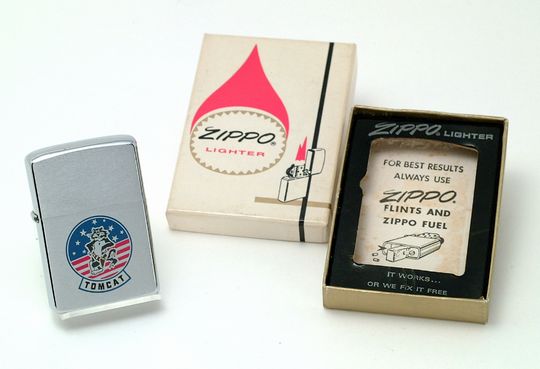 TOMCAT
ZIPPO®
LIGHTER
ZIPPO® LIGHTER
FOR BEST RESULTS
ALWAYS USE
ZIPPO®
FLINTS AND
ZIPPO FUEL
IT WORKS...
OR WE FIX IT FREE